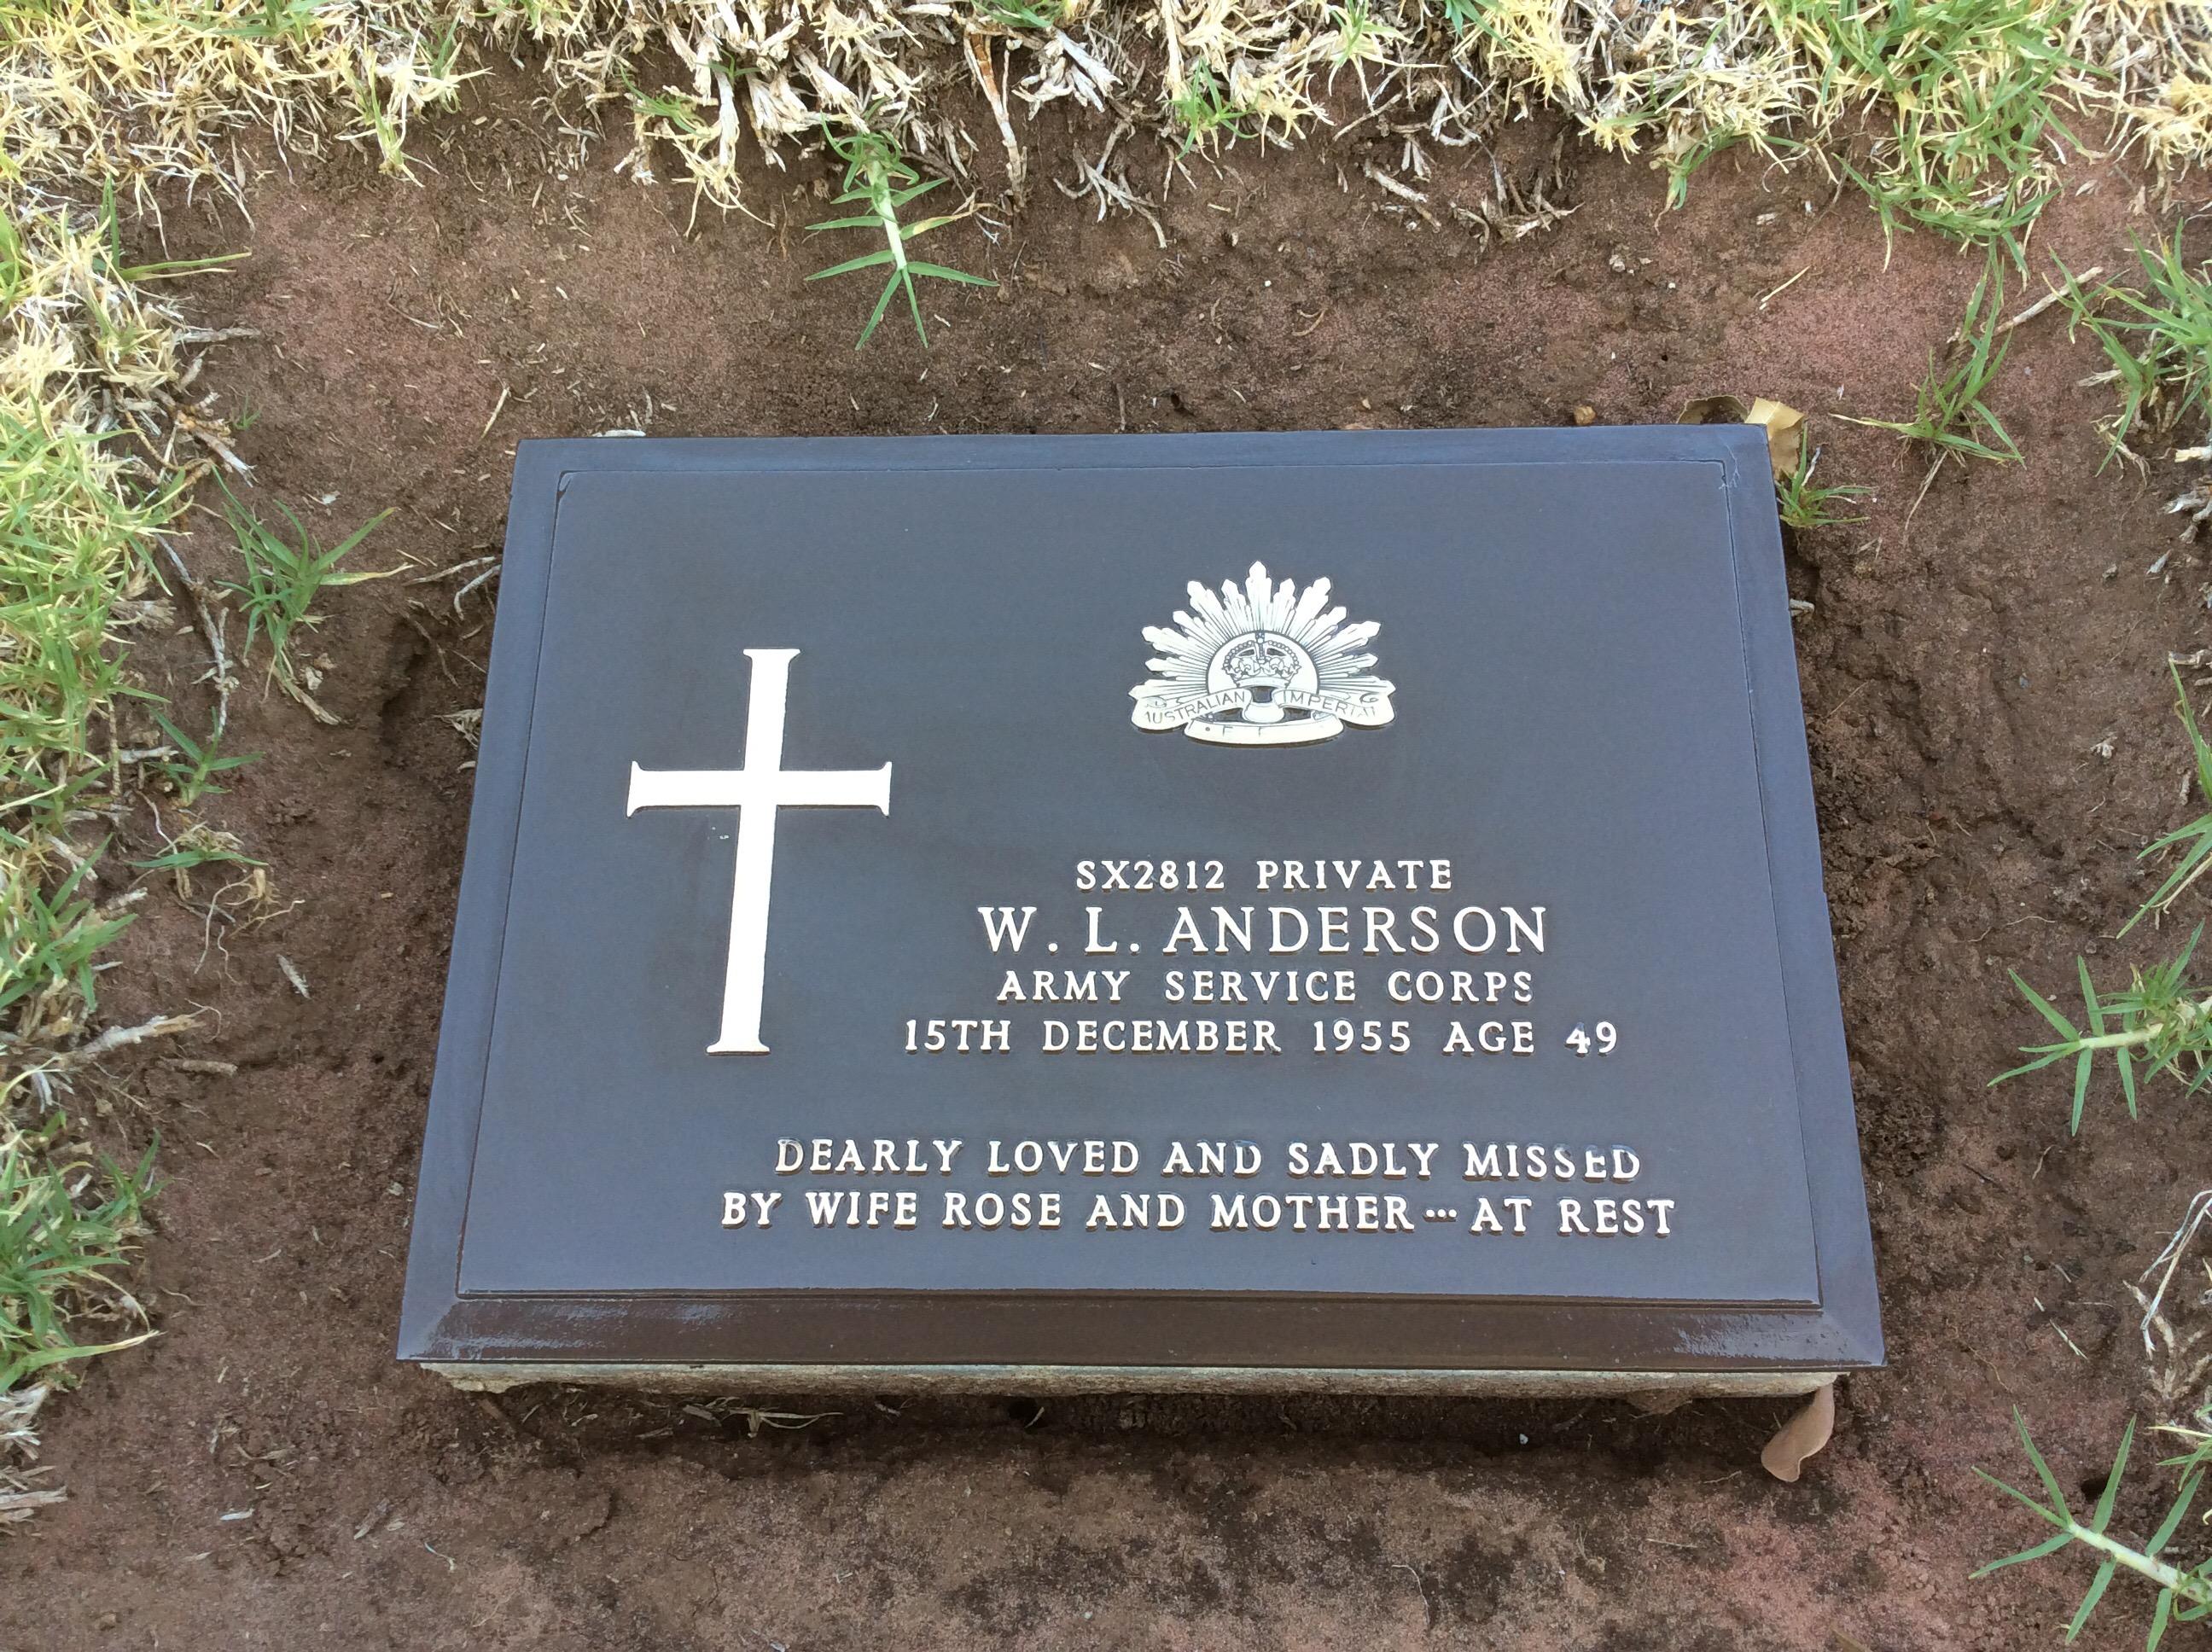 AUSTRALIAN IMPERIAL
SX2812 PRIVATE
W. L. ANDERSON
ARMY SERVICE CORPS
15TH DECEMBER 1955 AGE 49
DEARLY LOVED AND SADLY MISSED
BY WIFE ROSE AND MOTHER ··· AT REST